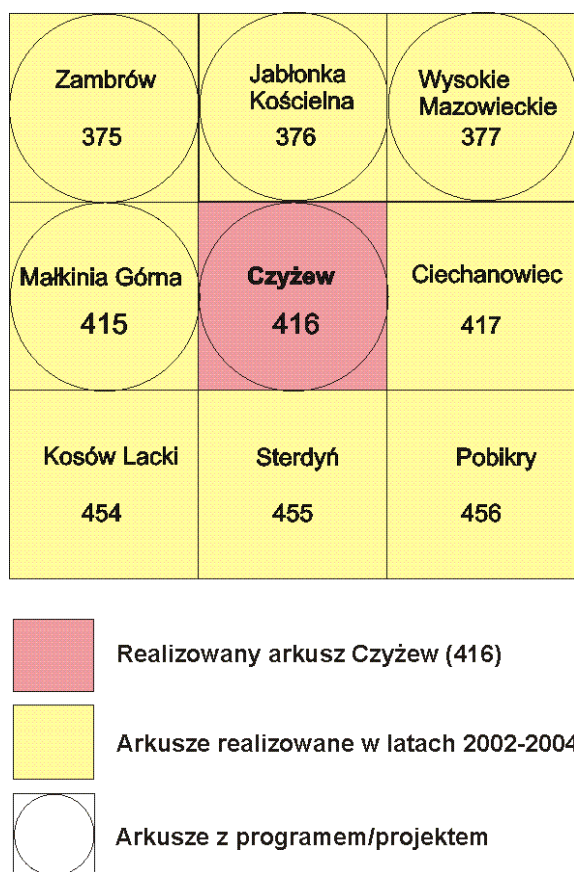 Zambrów
375
Jabłonka
Kościelna
376
Wysokie
Mazowieckie
377
Małkinia Górna
415
Czyżew
416
Ciechanowiec
417
Kosów Lacki
454
Sterdyń
455
Pobikry
456
Realizowany arkusz Czyżew (416)
Arkusze realizowane w latach 2002-2004
Arkusze z programem/projektem